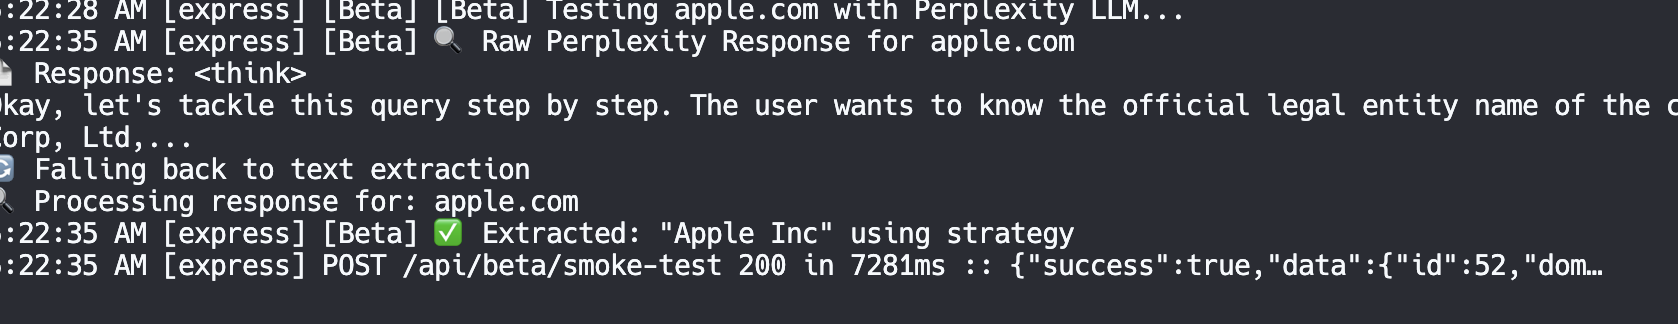 :22:28 AM [express] [Beta] [Beta] Testing apple.com with Perplexity LLM...
:22:35 AM [express] [Beta] 🔍 Raw Perplexity Response for apple.com
Response: <think>
Okay, let's tackle this query step by step. The user wants to know the official legal entity name of the c
Corp, Ltd,...
🔄 Falling back to text extraction
🔍 Processing response for: apple.com
:22:35 AM [express] [Beta] ✅ Extracted: "Apple Inc" using strategy
:22:35 AM [express] POST /api/beta/smoke-test 200 in 7281ms :: {"success":true,"data":{"id":52,"dom…